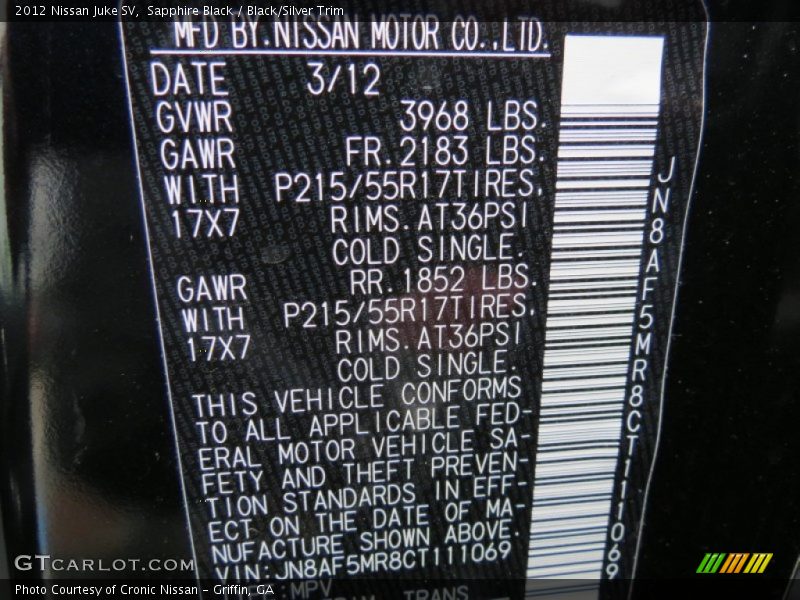 2012 Nissan Juke SV, Sapphire Black / Black/Silver Trim
MFD BY.NISSAN MOTOR CO.,LTD.
DATE 3/12
GVWR 3968 LBS.
GAWR FR.2183 LBS.
WITH P215/55R17TIRES.
17X7 RIMS.AT36PSI
COLD SINGLE.
GAWR RR.1852 LBS.
WITH P215/55R17TIRES.
17X7 RIMS.AT36PSI
COLD SINGLE.
THIS VEHICLE CONFORMS
TO ALL APPLICABLE FED-
ERAL MOTOR VEHICLE SA-
FETY AND THEFT PREVEN-
TION STANDARDS IN EFF-
ECT ON THE DATE OF MA-
NUFACTURE SHOWN ABOVE.
VIN:JN8AF5MR8CT111069
MPV
TRANS
JN8AF5MR8CT111069
GTCARLOT.COM
Photo Courtesy of Cronic Nissan – Griffin, GA